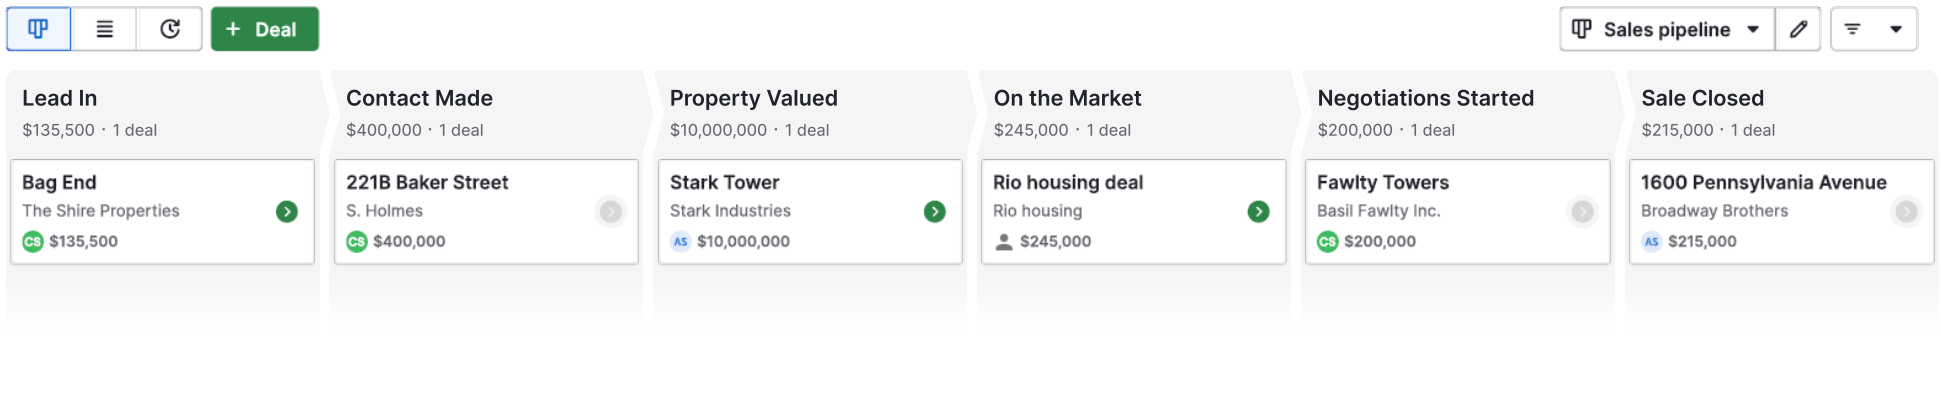 + Deal
Sales pipeline
Lead In
$135,500 · 1 deal
Bag End
The Shire Properties
CS $135,500
Contact Made
$400,000 · 1 deal
221B Baker Street
S. Holmes
CS $400,000
Property Valued
$10,000,000 · 1 deal
Stark Tower
Stark Industries
AS $10,000,000
On the Market
$245,000 · 1 deal
Rio housing deal
Rio housing
$245,000
Negotiations Started
$200,000 · 1 deal
Fawlty Towers
Basil Fawlty Inc.
CS $200,000
Sale Closed
$215,000 · 1 deal
1600 Pennsylvania Avenue
Broadway Brothers
AS $215,000